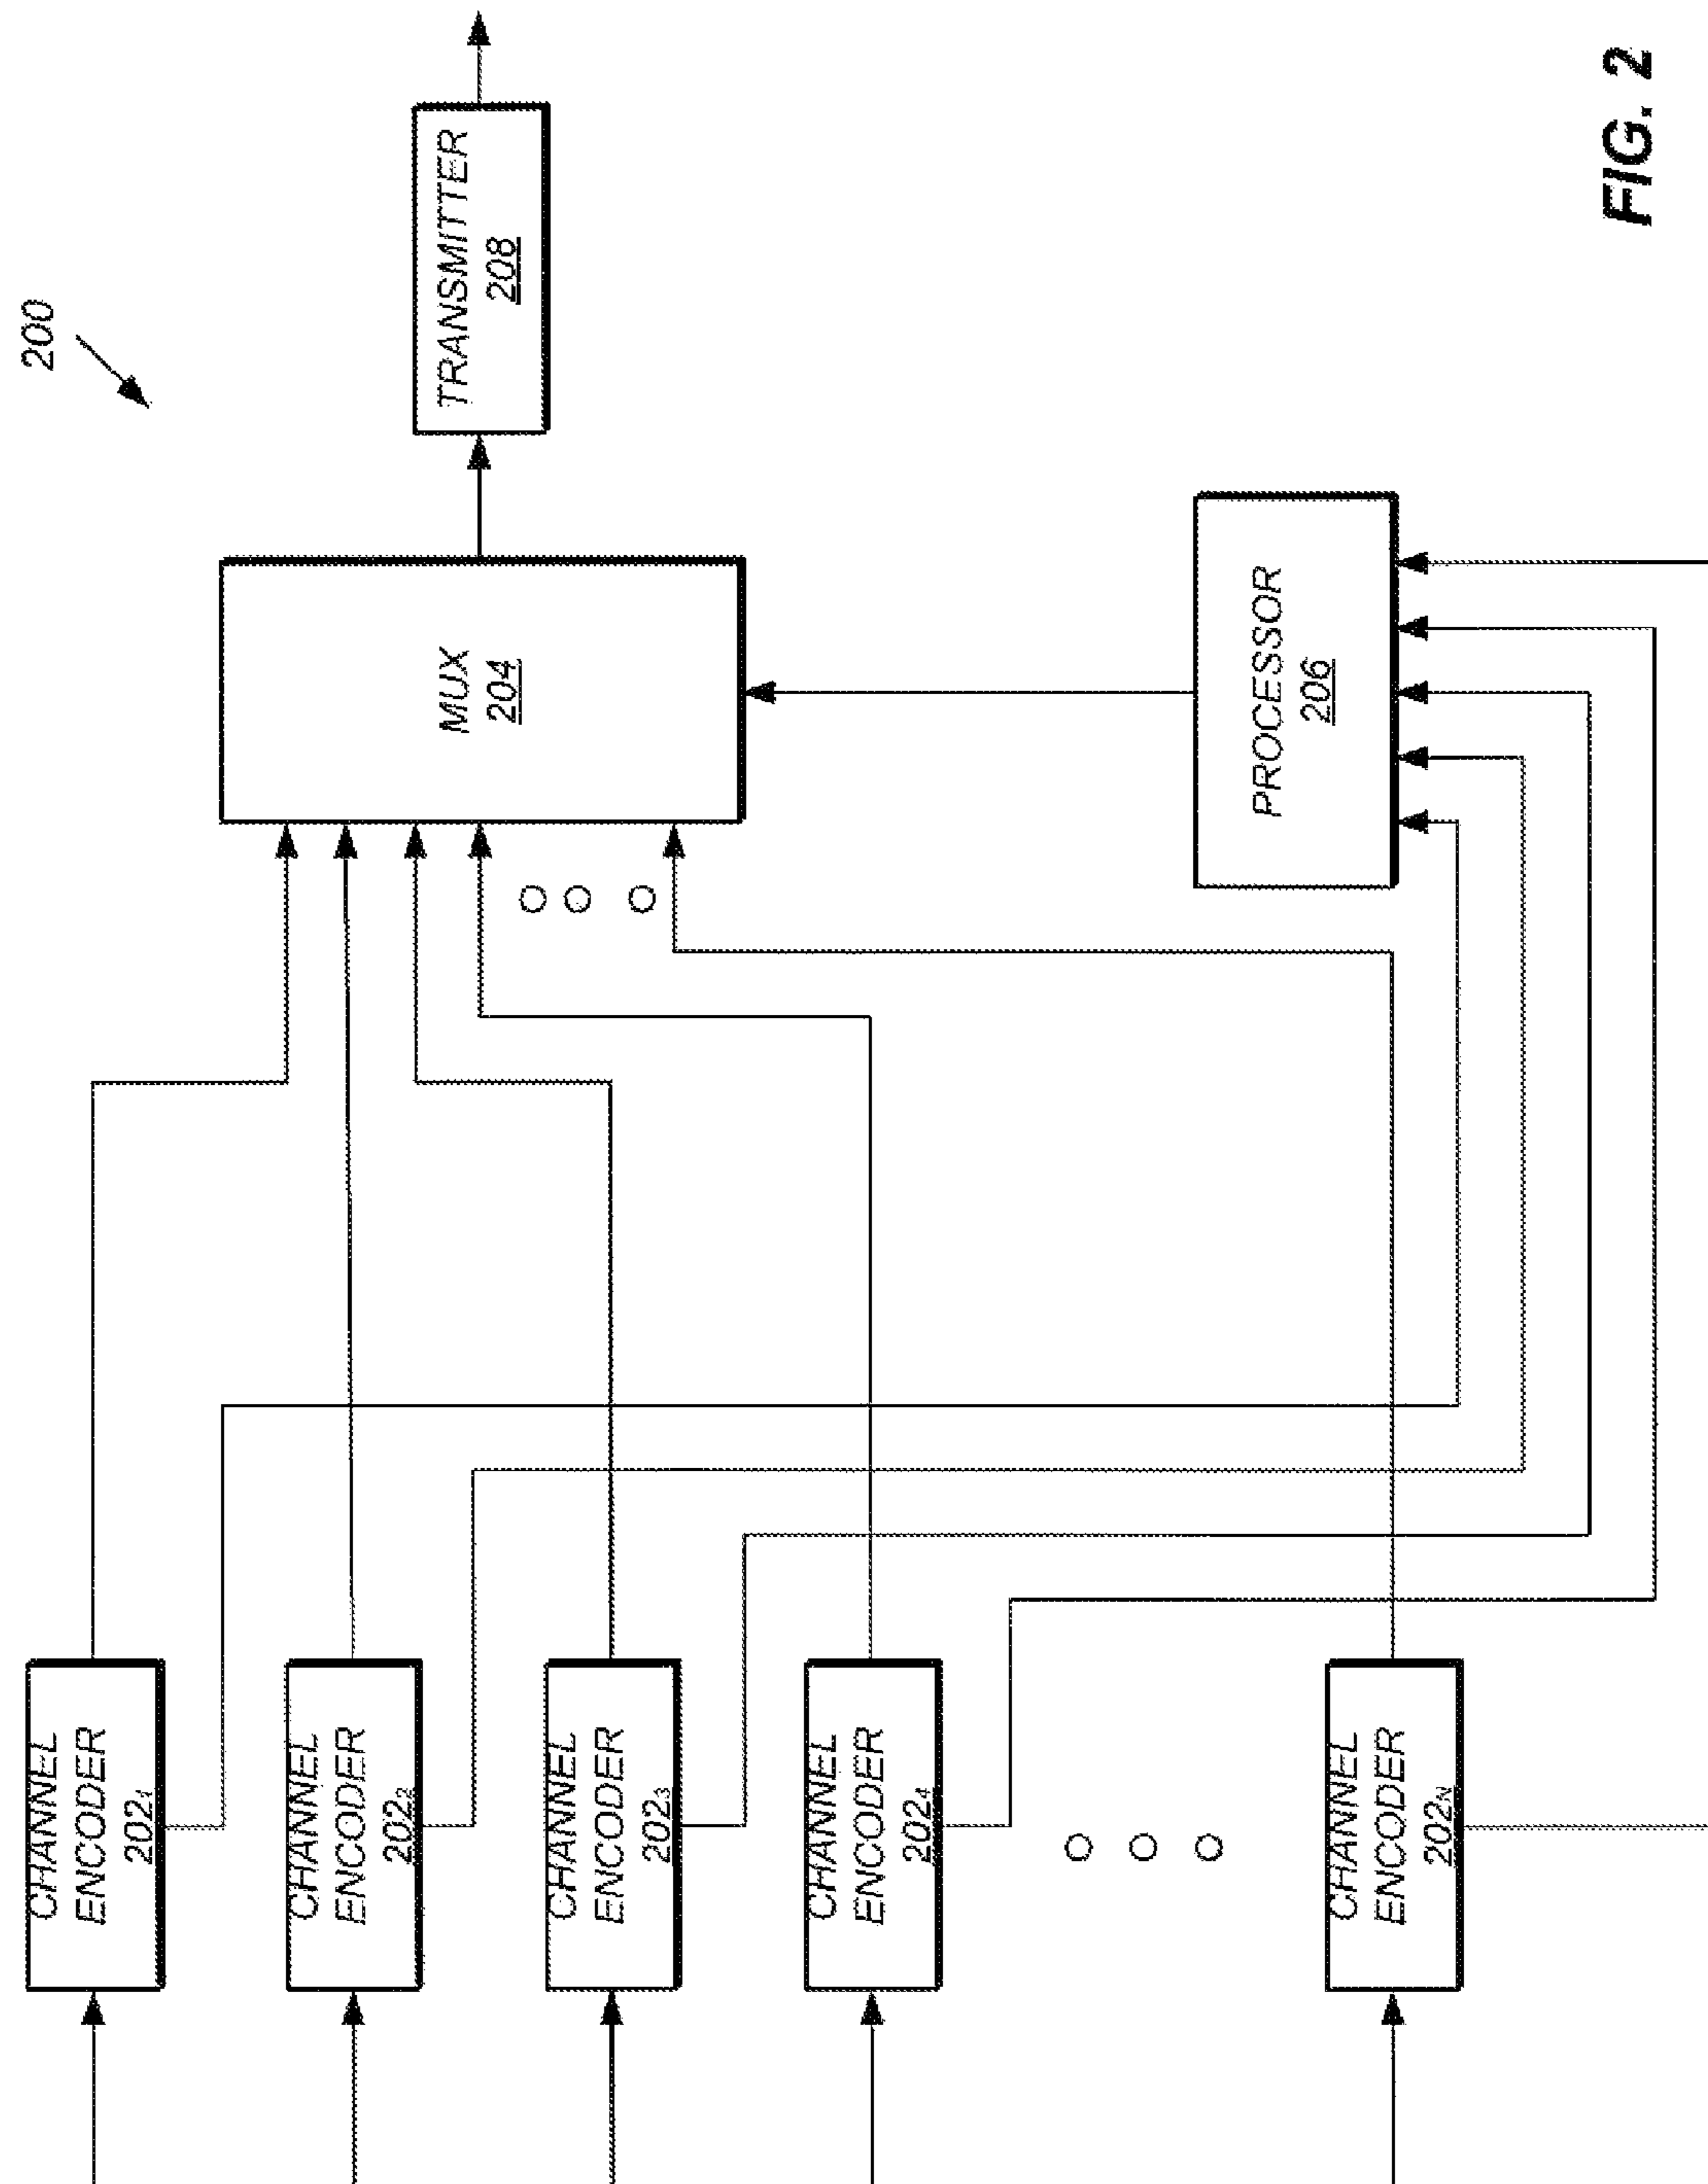 200
CHANNEL
ENCODER
202₁
CHANNEL
ENCODER
202₂
CHANNEL
ENCODER
202₃
CHANNEL
ENCODER
202₄
CHANNEL
ENCODER
202N
MUX
204
PROCESSOR
206
TRANSMITTER
208
FIG. 2